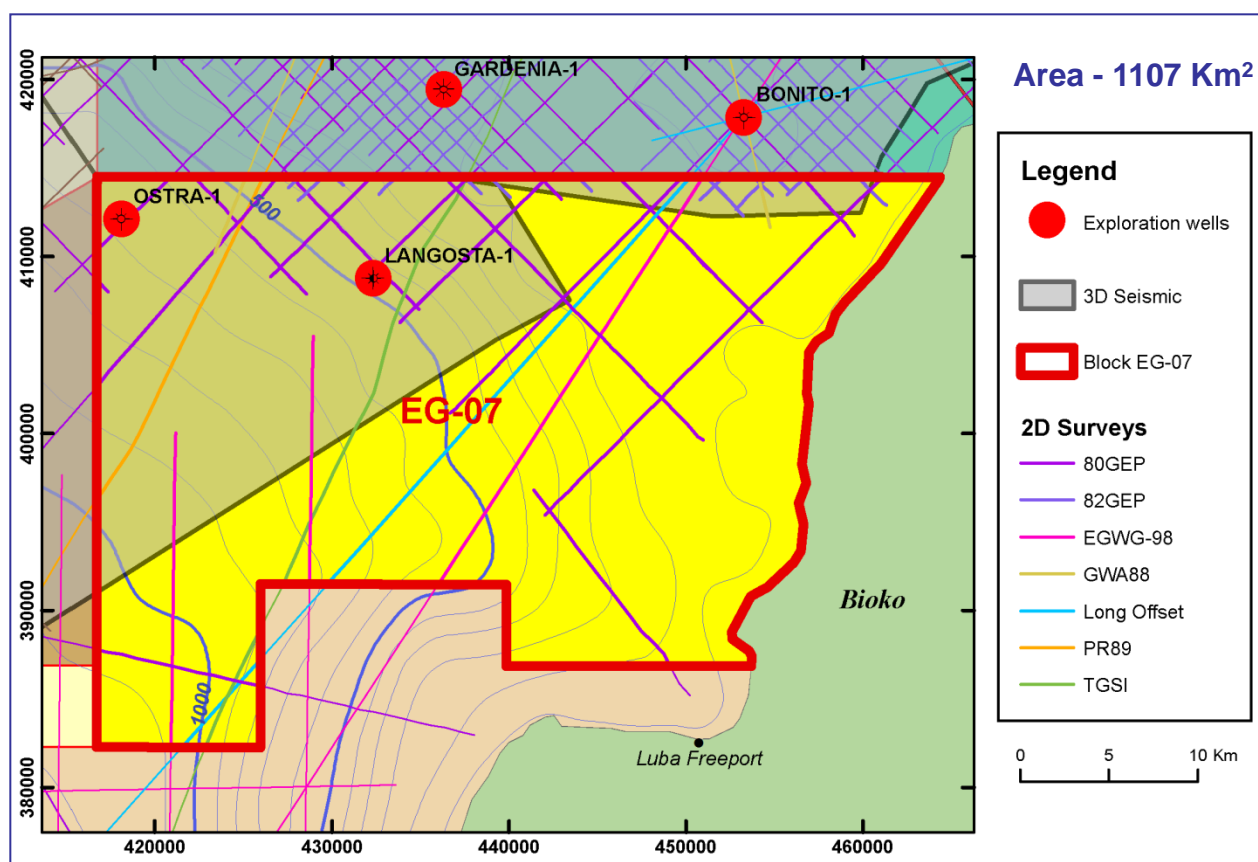 Area - 1107 Km²
420000
410000
400000
390000
380000
GARDENIA-1
BONITO-1
OSTRA-1
500
LANGOSTA-1
EG-07
Bioko
1000
Luba Freeport
420000
430000
440000
450000
460000
Legend
Exploration wells
3D Seismic
Block EG-07
2D Surveys
80GEP
82GEP
EGWG-98
GWA88
Long Offset
PR89
TGSI
0 5 10 Km